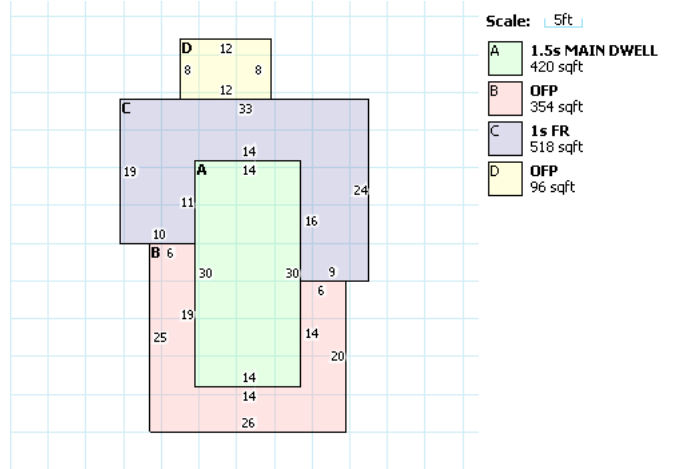 Scale: 5ft
A 1.5s MAIN DWELL
420 sqft
B OFP
354 sqft
C 1s FR
518 sqft
D OFP
96 sqft
D 12
8 8
12
C 33
14
A 14
19
24
11
16
10
B 6
30 30 9
6
19
14
25
20
14
14
26